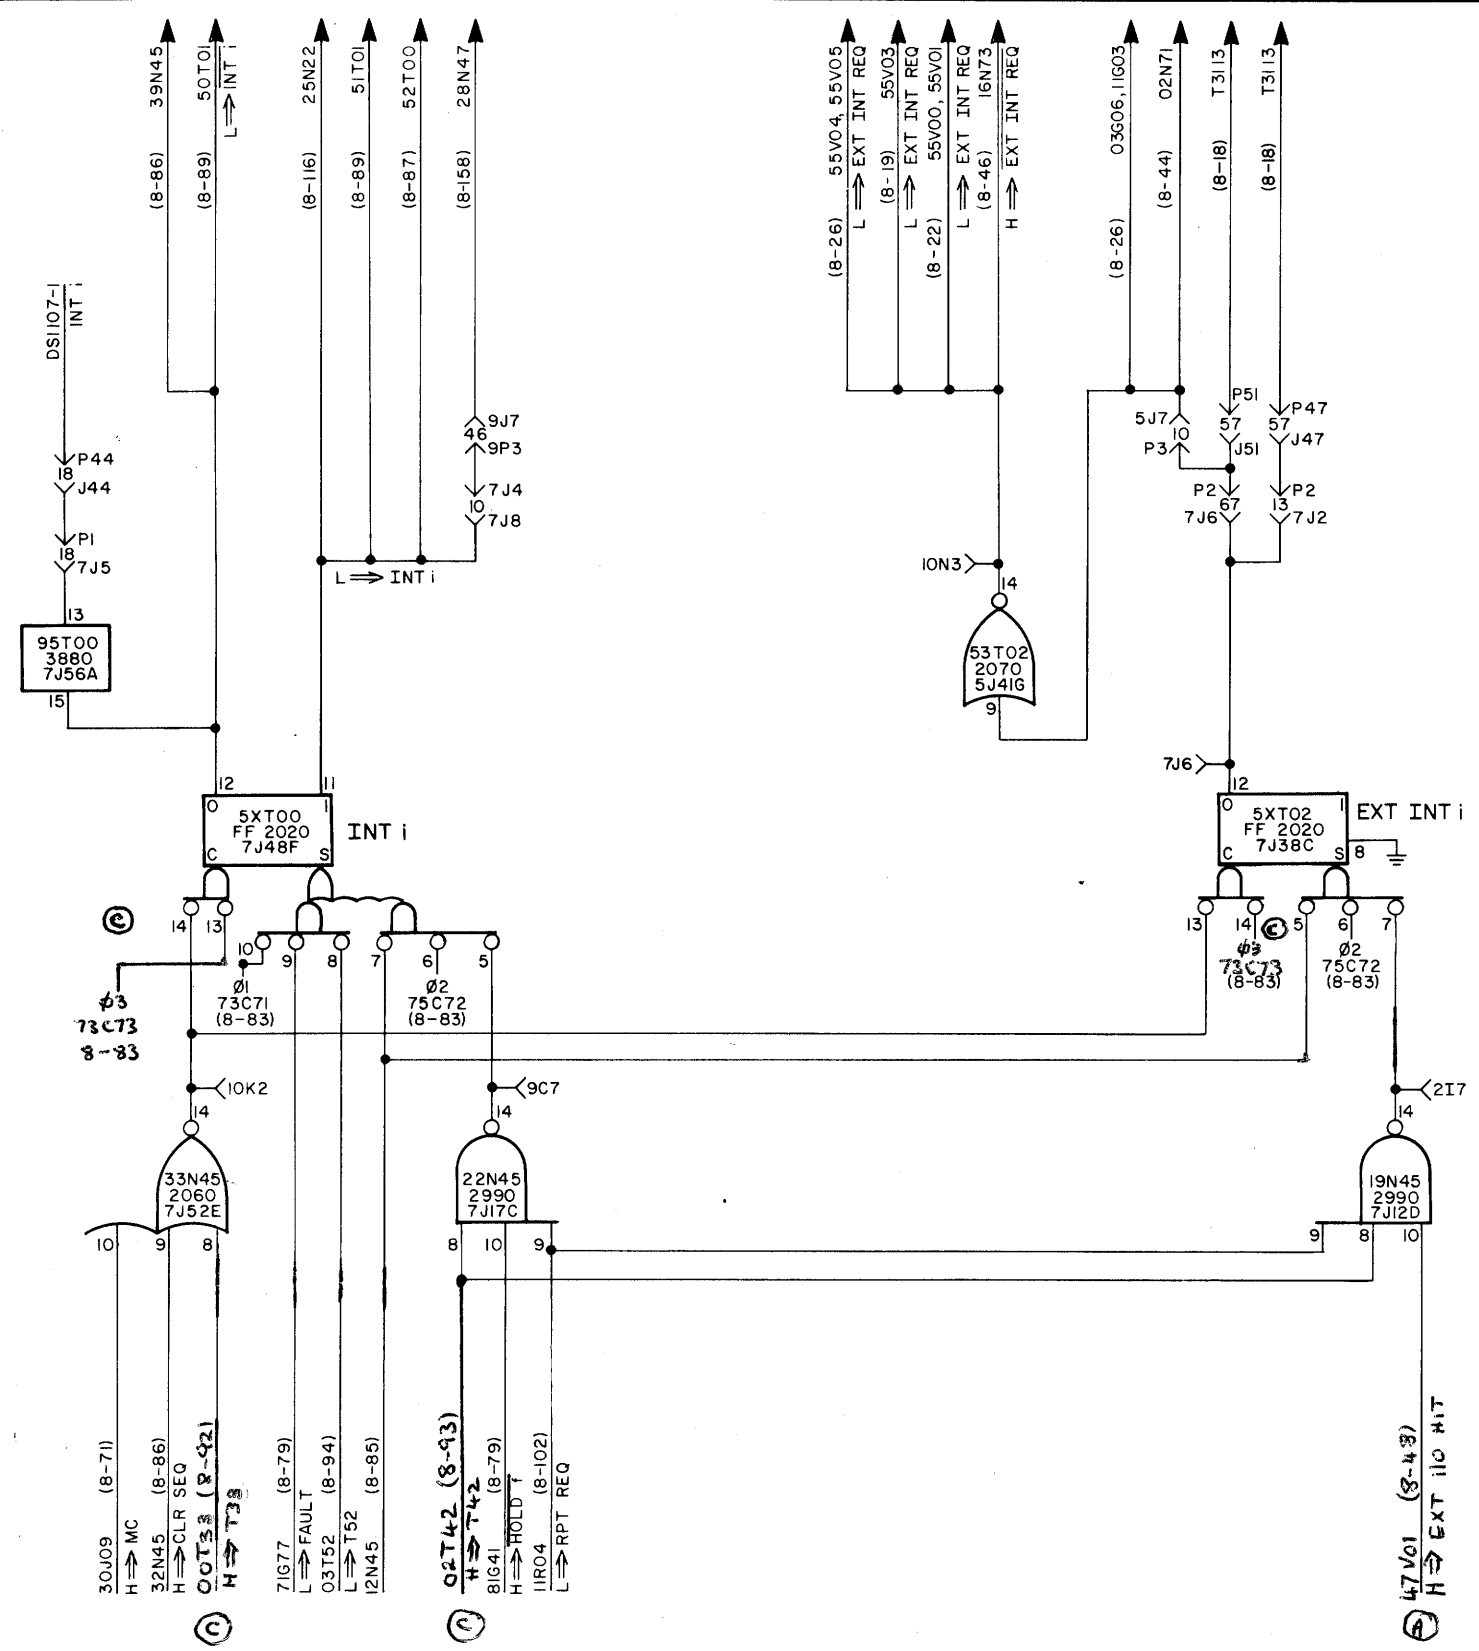 39N45 (8-86)
50T01 (8-89)
L⟹INT i
25N22 (8-116)
51T01 (8-89)
52T00 (8-87)
28N47 (8-158)
55V04, 55V05 (8-26)
L⟹EXT INT REQ
55V03 (8-19)
L⟹EXT INT REQ
55V00, 55V01 (8-22)
L⟹EXT INT REQ
16N73 (8-46)
H⟹EXT INT REQ
03G06, 11G03 (8-26)
02N71 (8-44)
T3113 (8-18)
T3113 (8-18)
DS1107-1
INT i
P44
18
J44
P1
18
7J5
13
95T00
3880
7J56A
15
9J7
46
9P3
7J4
10
7J8
L⟹INT i
5J7
10
P3
P51
57
J51
P47
57
J47
P2
67
7J6
P2
13
7J2
10N3
14
53T02
2070
5J41G
9
7J6
12
11
0
1
5XT00
FF 2020
7J48F
C
S
INT i
12
0
1
5XT02
FF 2020
7J38C
C
S
EXT INT i
8
C
14
13
10
9
8
7
6
5
Ø3
73C73
8-83
Ø1
73C71
(8-83)
Ø2
75C72
(8-83)
13
14
C
5
6
7
Ø3
73C73
(8-83)
Ø2
75C72
(8-83)
10K2
14
33N45
2060
7J52E
10
9
8
9C7
14
22N45
2990
7J17C
8
10
9
2I7
14
19N45
2990
7J12D
9
8
10
30J09 (8-71)
H⟹MC
32N45 (8-86)
H⟹CLR SEQ
00T33 (8-92)
H⟹T33
C
71G77 (8-79)
L⟹FAULT
03T52 (8-94)
L⟹T52
12N45 (8-85)
02T42 (8-93)
H⟹T42
C
81G41 (8-79)
H⟹HOLD f
11R04 (8-102)
L⟹RPT REQ
47V01 (8-48)
H⟹EXT i10 HIT
A